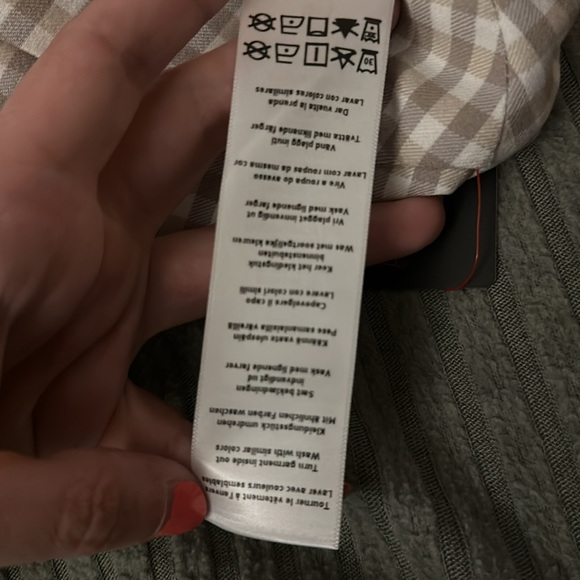 Tourner le vêtement à l'envers
Laver avec couleurs semblables
Turn garment inside out
Wash with similar colors
Kleidungsstück umdrehen
Mit ähnlichen Farben waschen
Sæt beklædningen
indvendigt ud
Vask med lignende farver
Käännä vaate ulospäin
Pese samanlaisilla väreillä
Capovolgere il capo
Lavare con colori simili
Keer het kledingstuk
binnenstebuiten
Was met soortgelijke kleuren
Vri plagget innvendig ut
Vask med lignende farger
Vire a roupa do avesso
Lavar com roupas da mesma cor
Vänd plagg inuti
Tvätta med liknande färger
Dar vuelta la prenda
Lavar con colores similares
30